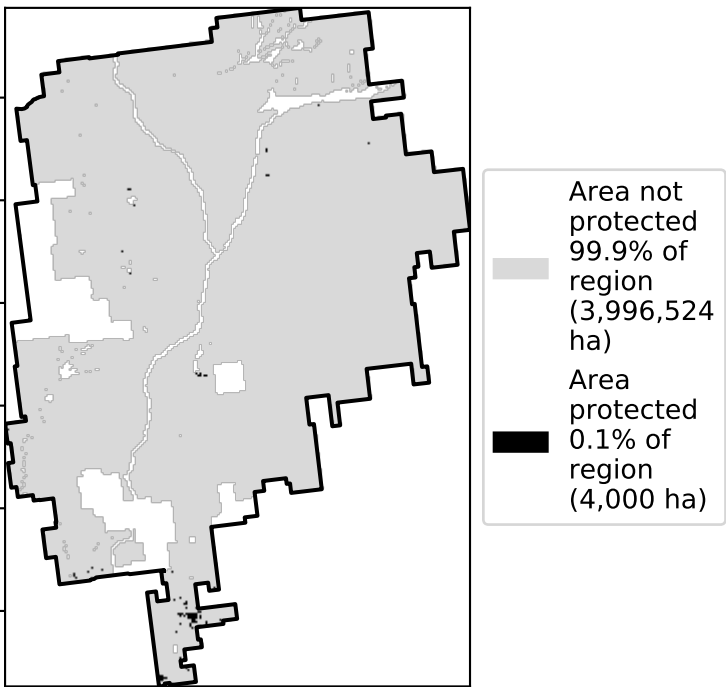 Area not
protected
99.9% of
region
(3,996,524
ha)
Area
protected
0.1% of
region
(4,000 ha)